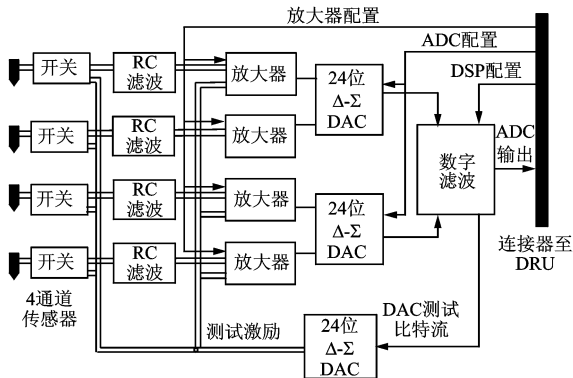 放大器配置
ADC配置
DSP配置
开关
RC
滤波
放大器
24位
Δ-Σ
DAC
开关
RC
滤波
放大器
数字
滤波
ADC
输出
开关
RC
滤波
放大器
24位
Δ-Σ
DAC
开关
RC
滤波
放大器
连接器至
DRU
4通道
传感器
测试激励
24位
Δ-Σ
DAC
DAC测试
比特流